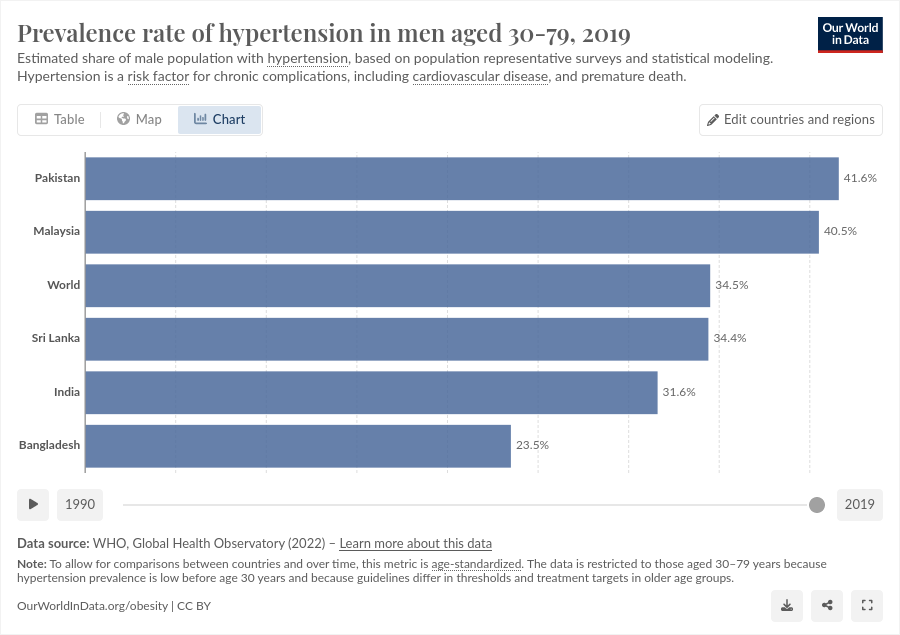 Prevalence rate of hypertension in men aged 30-79, 2019
Our World
in Data
Estimated share of male population with hypertension, based on population representative surveys and statistical modeling.
Hypertension is a risk factor for chronic complications, including cardiovascular disease, and premature death.
Table
Map
Chart
Edit countries and regions
Pakistan 41.6%
Malaysia 40.5%
World 34.5%
Sri Lanka 34.4%
India 31.6%
Bangladesh 23.5%
1990
2019
Data source: WHO, Global Health Observatory (2022) – Learn more about this data
Note: To allow for comparisons between countries and over time, this metric is age-standardized. The data is restricted to those aged 30–79 years because
hypertension prevalence is low before age 30 years and because guidelines differ in thresholds and treatment targets in older age groups.
OurWorldInData.org/obesity | CC BY